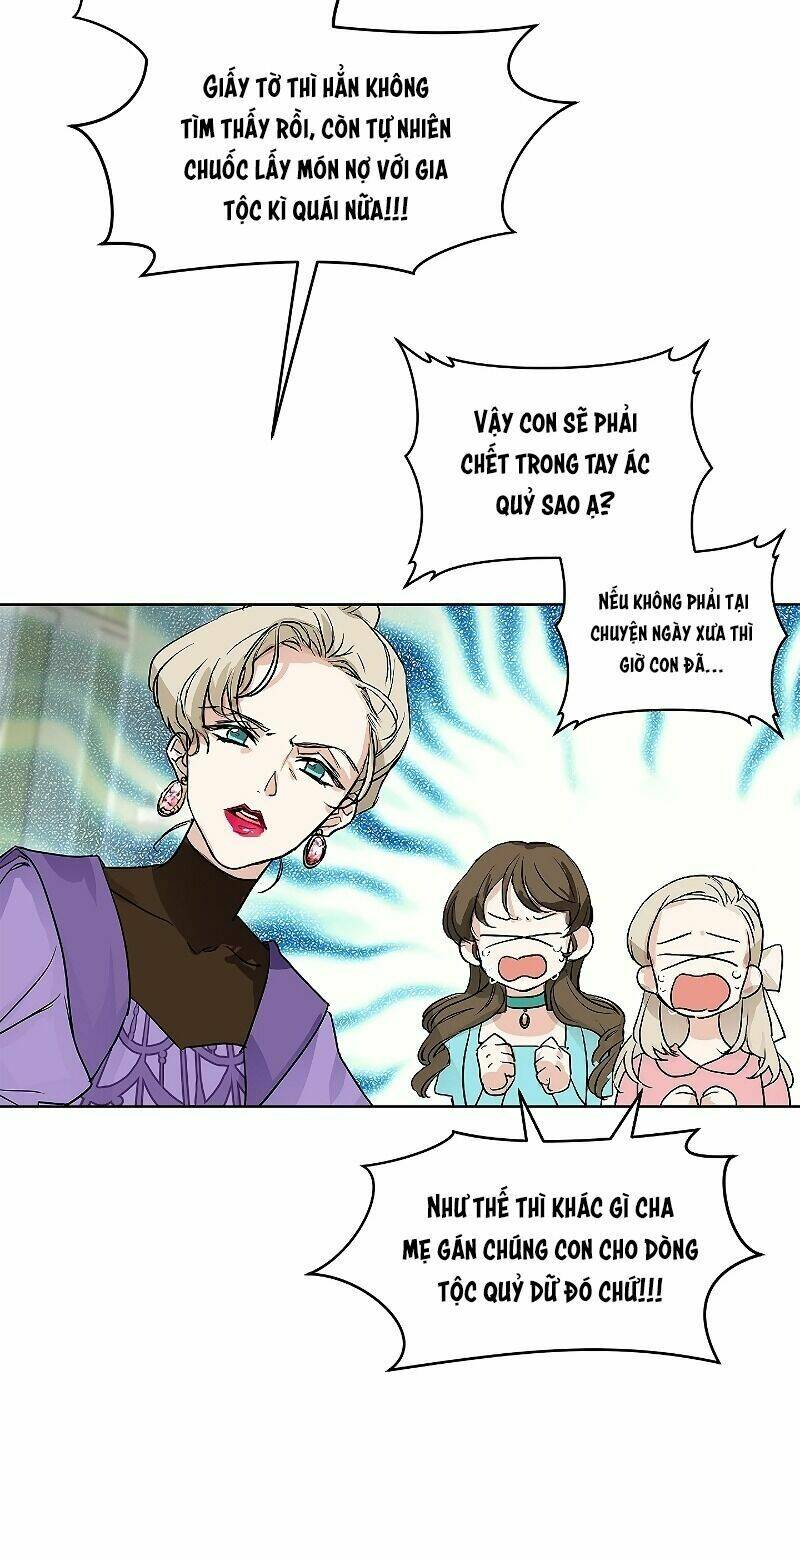 GIẤY TỜ THÌ HẲN KHÔNG
TÌM THẤY RỒI, CÒN TỰ NHIÊN
CHUỐC LẤY MÓN NỢ VỚI GIA
TỘC KÌ QUÁI NỮA!!!
VẬY CON SẼ PHẢI
CHẾT TRONG TAY ÁC
QUỶ SAO Ạ?
NẾU KHÔNG PHẢI TẠI
CHUYỆN NGÀY XƯA THÌ
GIỜ CON ĐÃ...
NHƯ THẾ THÌ KHÁC GÌ CHA
MẸ GÁN CHÚNG CON CHO DÒNG
TỘC QUỶ DỮ ĐÓ CHỨ!!!